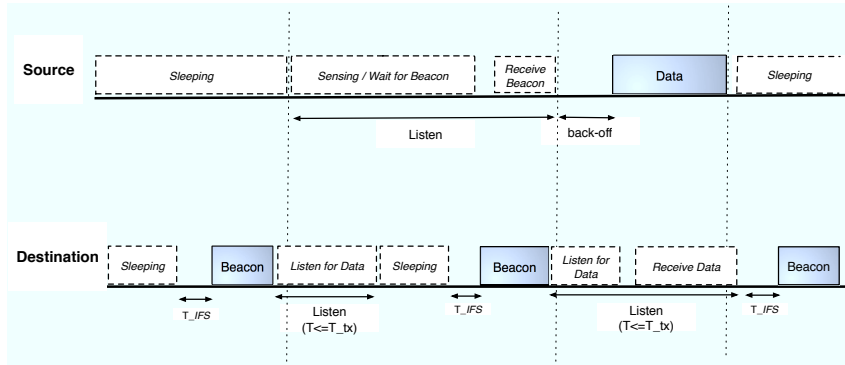 Source
Sleeping
Sensing / Wait for Beacon
Receive
Beacon
Data
Sleeping
Listen
back-off
Destination
Sleeping
Beacon
Listen for Data
Sleeping
Beacon
Listen for
Data
Receive Data
Beacon
T_IFS
Listen
(T<=T_tx)
T_IFS
Listen
(T<=T_tx)
T_IFS